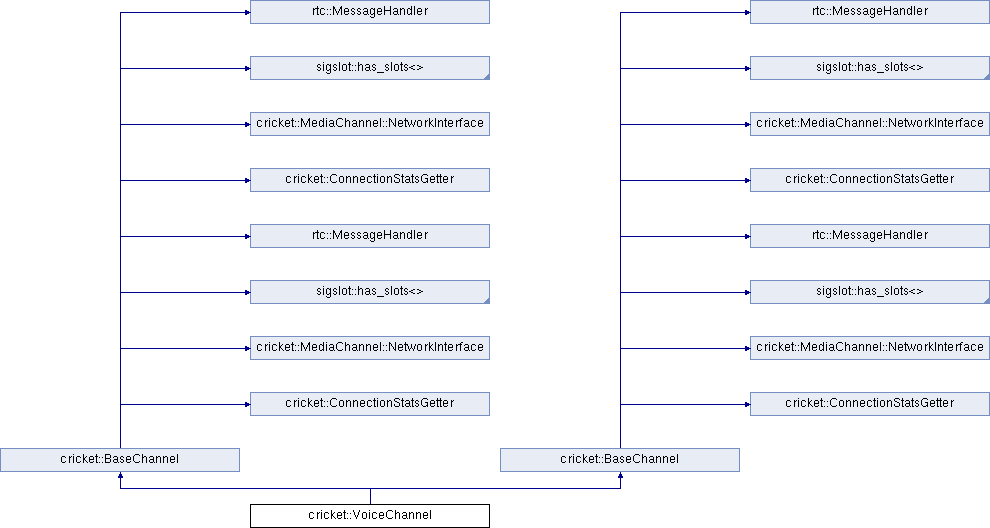 rtc::MessageHandler
rtc::MessageHandler
sigslot::has_slots<>
sigslot::has_slots<>
cricket::MediaChannel::NetworkInterface
cricket::MediaChannel::NetworkInterface
cricket::ConnectionStatsGetter
cricket::ConnectionStatsGetter
rtc::MessageHandler
rtc::MessageHandler
sigslot::has_slots<>
sigslot::has_slots<>
cricket::MediaChannel::NetworkInterface
cricket::MediaChannel::NetworkInterface
cricket::ConnectionStatsGetter
cricket::ConnectionStatsGetter
cricket::BaseChannel
cricket::BaseChannel
cricket::VoiceChannel